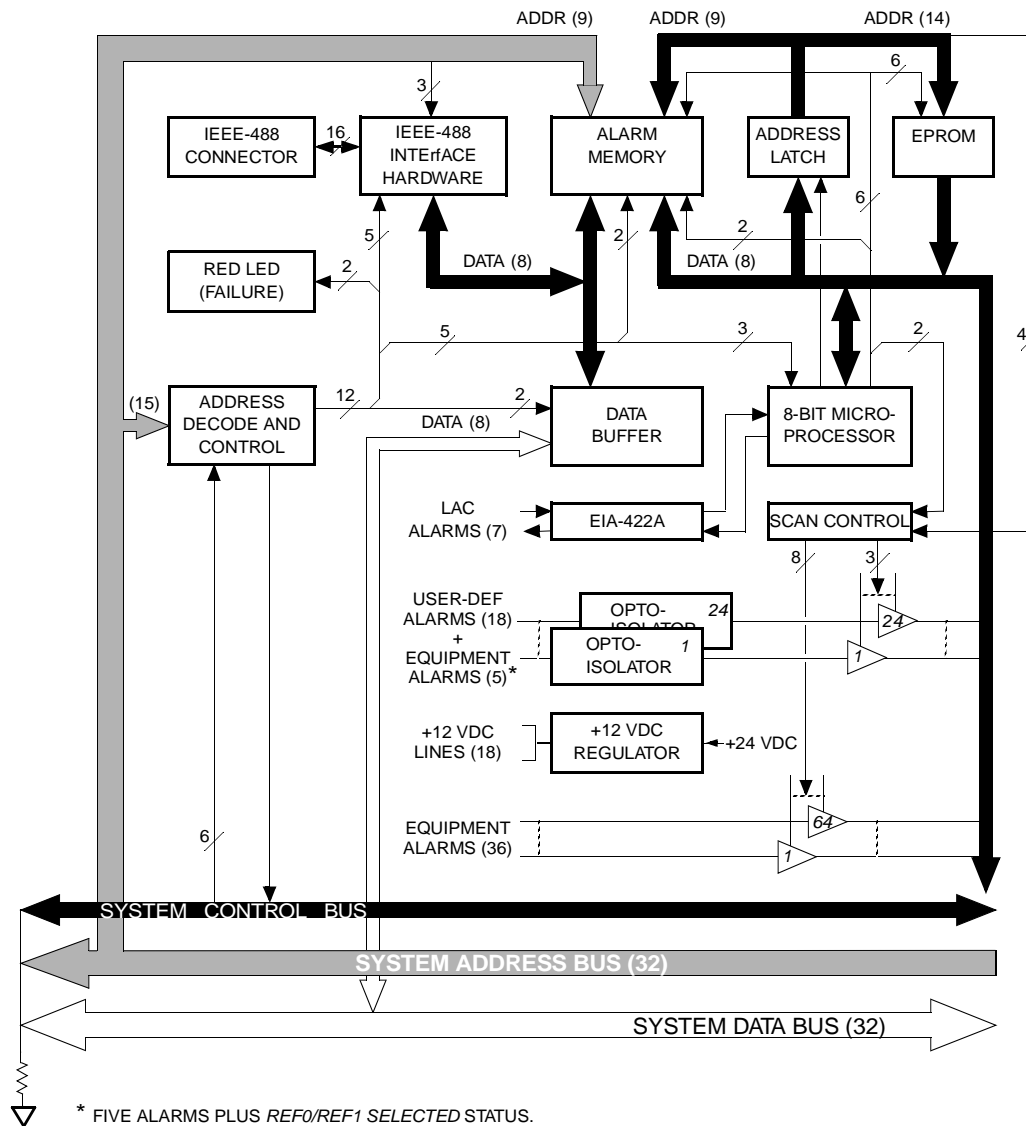 ADDR (9) ADDR (9) ADDR (14)
6
3
IEEE-488
CONNECTOR
16
IEEE-488
INTErfACE
HARDWARE
ALARM
MEMORY
ADDRESS
LATCH
EPROM
6
5
2
2
DATA (8)
DATA (8)
RED LED
(FAILURE)
2
5
3
2
4
(15)
ADDRESS
DECODE AND
CONTROL
12
2
DATA (8)
DATA
BUFFER
8-BIT MICRO-
PROCESSOR
LAC
ALARMS (7)
EIA-422A
SCAN CONTROL
8
3
USER-DEF
ALARMS (18)
+
EQUIPMENT
ALARMS (5)*
OPTO-
ISOLATOR
24
OPTO-
ISOLATOR
1
24
1
+12 VDC
LINES (18)
+12 VDC
REGULATOR
+24 VDC
EQUIPMENT
ALARMS (36)
64
1
6
SYSTEM CONTROL BUS
SYSTEM ADDRESS BUS (32)
SYSTEM DATA BUS (32)
* FIVE ALARMS PLUS REF0/REF1 SELECTED STATUS.